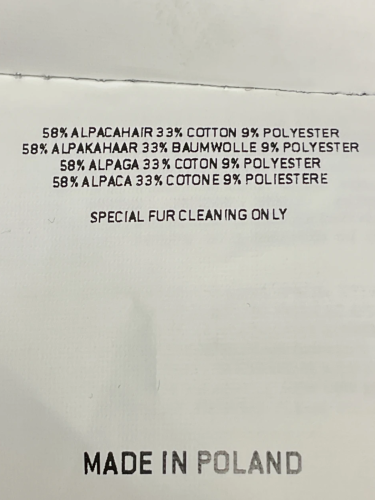 58% ALPACAHAIR 33% COTTON 9% POLYESTER
58% ALPAKAHAAR 33% BAUMWOLLE 9% POLYESTER
58% ALPAGA 33% COTON 9% POLYESTER
58% ALPACA 33% COTONE 9% POLIESTERE
SPECIAL FUR CLEANING ONLY
MADE IN POLAND